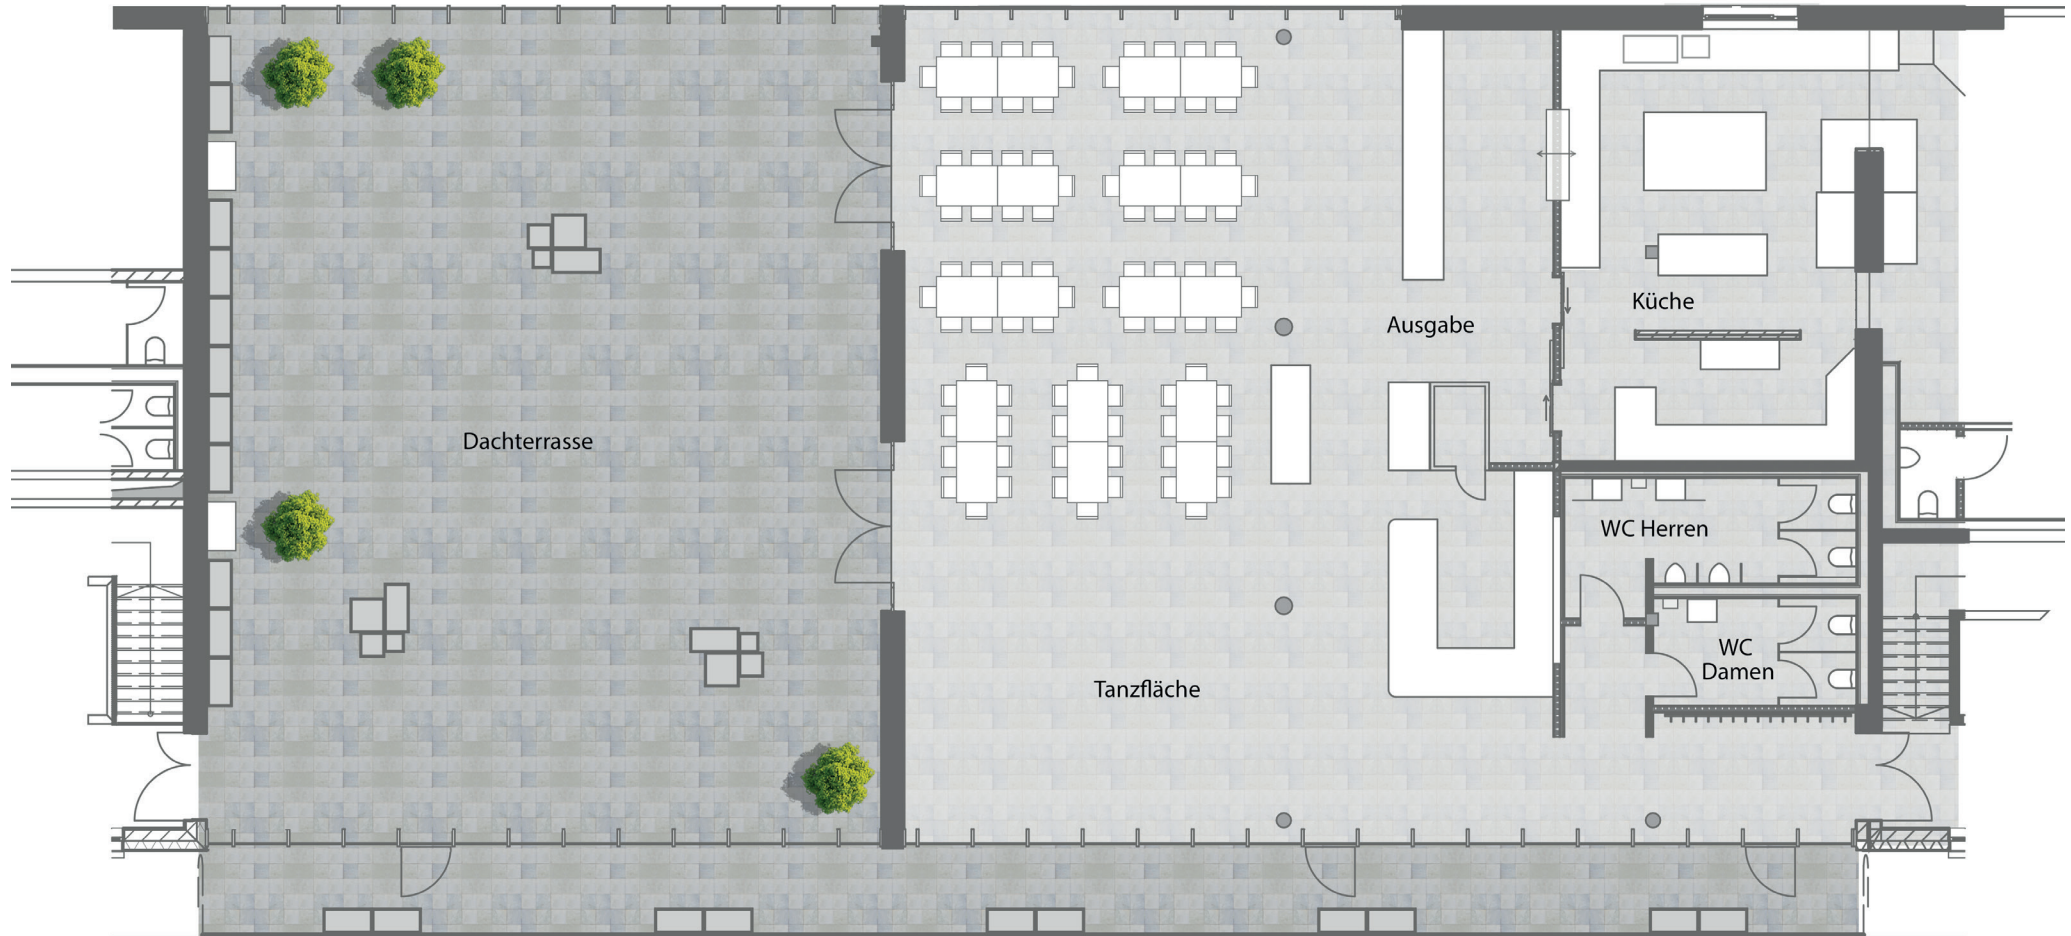 Küche
Ausgabe
Dachterrasse
WC Herren
WC
Damen
Tanzfläche